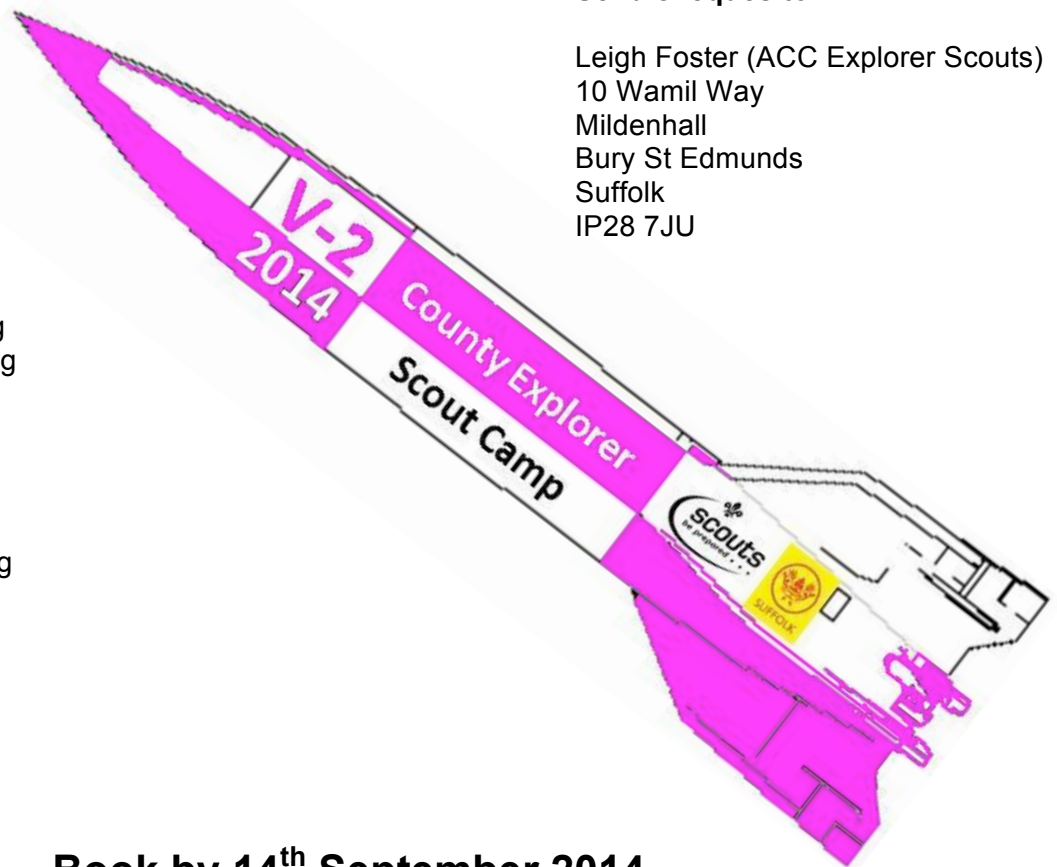 Leigh Foster (ACC Explorer Scouts)
10 Wamil Way
Mildenhall
Bury St Edmunds
Suffolk
IP28 7JU
V-2
2014
County Explorer
Scout Camp
scouts
be prepared...
SUFFOLK
g
g
g
Book by 14th September 2014